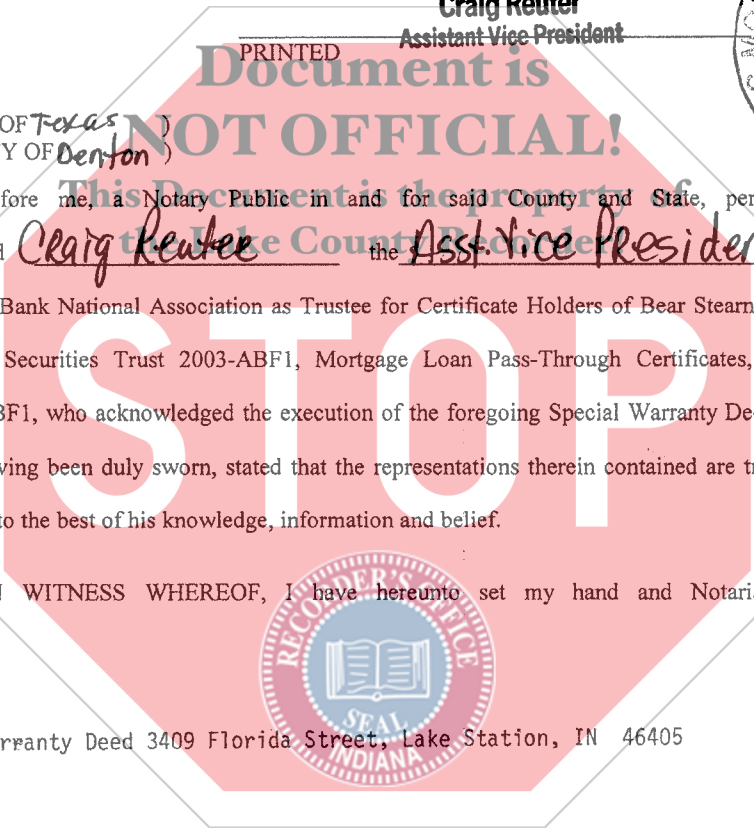 Craig Reuter
Assistant Vice President
PRINTED
Document is
NOT OFFICIAL!
This Document is the property of
the Lake County Recorder!
STOP
OF Texas )
Y OF Denton )
fore me, a Notary Public in and for said County and State, per
Craig Reuter the Asst. Vice Presiden
Bank National Association as Trustee for Certificate Holders of Bear Stearn
Securities Trust 2003-ABF1, Mortgage Loan Pass-Through Certificates,
BF1, who acknowledged the execution of the foregoing Special Warranty De
ving been duly sworn, stated that the representations therein contained are t
to the best of his knowledge, information and belief.
WITNESS WHEREOF, I have hereunto set my hand and Notari
RECORDER'S OFFICE
SEAL
INDIANA
rranty Deed 3409 Florida Street, Lake Station, IN 46405